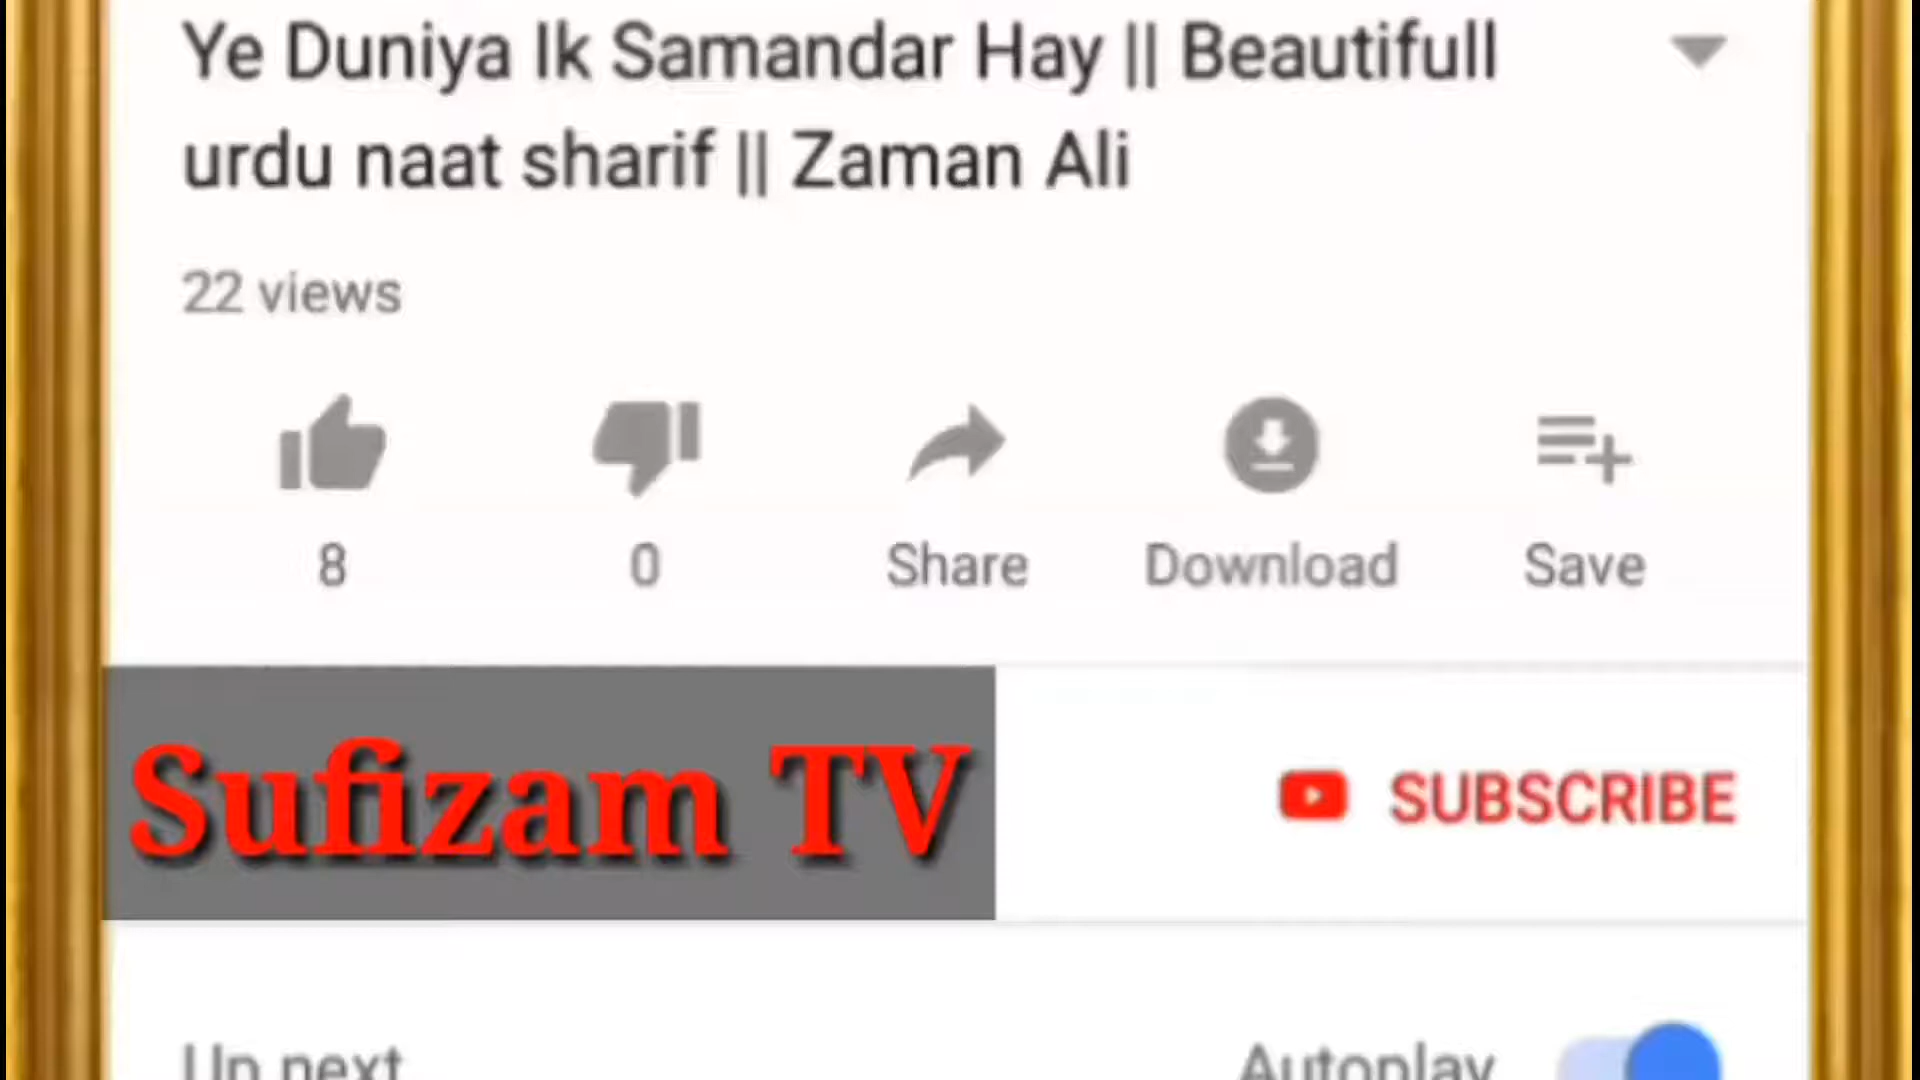 Ye Duniya Ik Samandar Hay || Beautifull
urdu naat sharif || Zaman Ali
22 views
8 0 Share Download Save
Sufizam TV SUBSCRIBE
Up next Autoplay